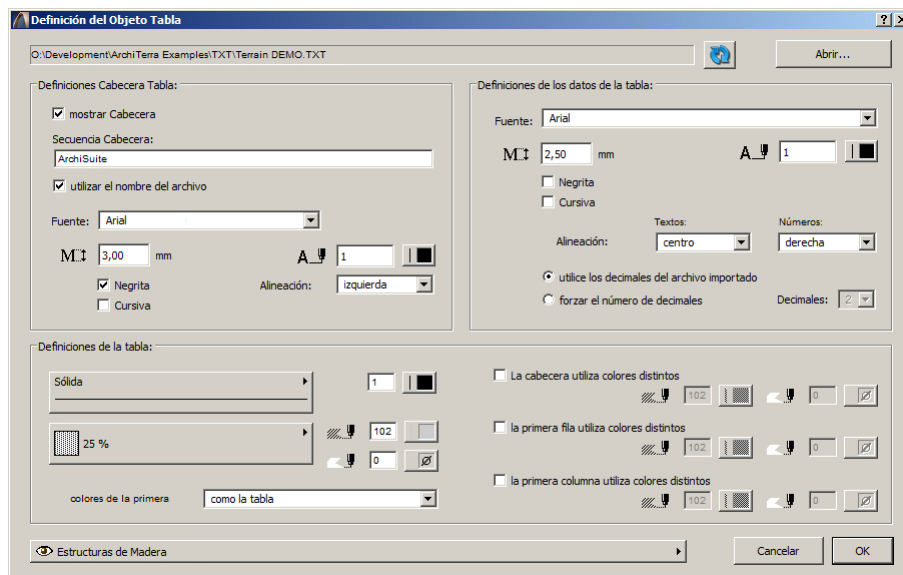 Definición del Objeto Tabla
O:\Development\ArchiTerra Examples\TXT\Terrain DEMO.TXT
Abrir...
Definiciones Cabecera Tabla:
mostrar Cabecera
Secuencia Cabecera:
ArchiSuite
utilizar el nombre del archivo
Fuente: Arial
M 3,00 mm A 1
Negrita Alineación: izquierda
Cursiva
Definiciones de los datos de la tabla:
Fuente: Arial
M 2,50 mm A 1
Negrita
Cursiva
Textos: Números:
Alineación: centro derecha
utilice los decimales del archivo importado
forzar el número de decimales Decimales: 2
Definiciones de la tabla:
Sólida 1
25 % 102
0
colores de la primera como la tabla
La cabecera utiliza colores distintos
102 0
la primera fila utiliza colores distintos
102 0
la primera columna utiliza colores distintos
102 0
Estructuras de Madera
Cancelar OK